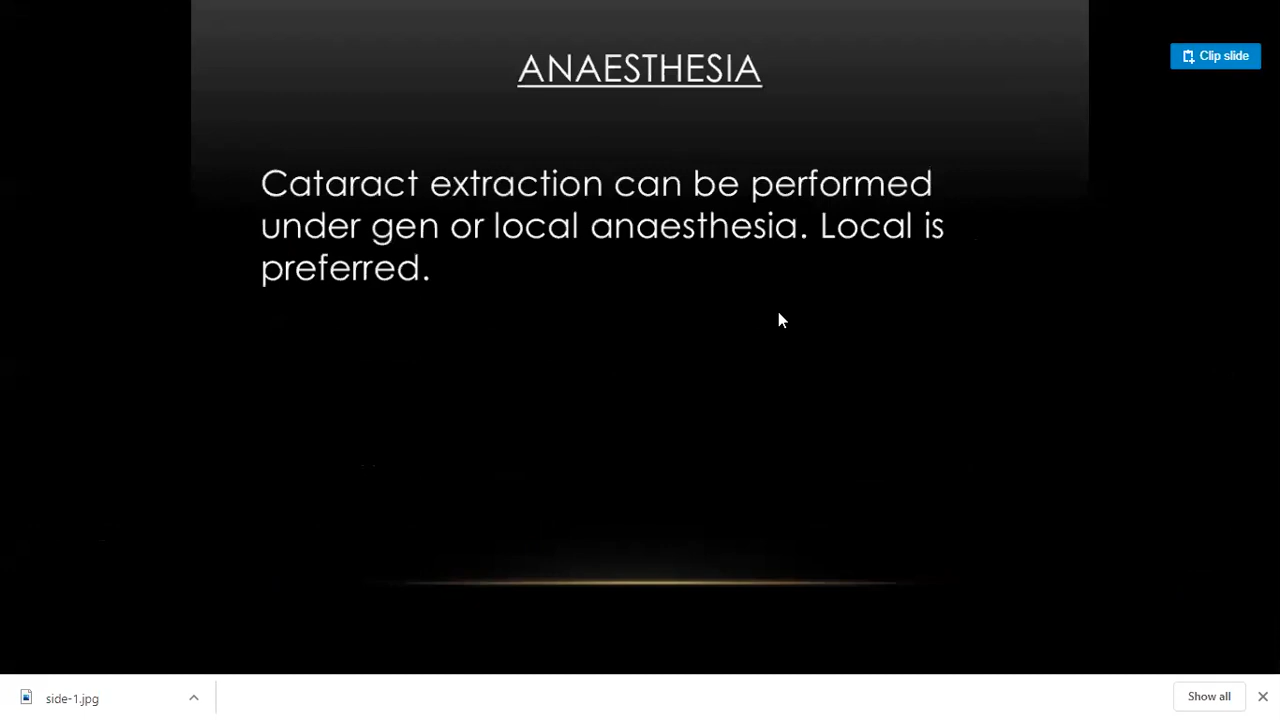 ANAESTHESIA
Clip slide
Cataract extraction can be performed
under gen or local anaesthesia. Local is
preferred.
side-1.jpg
Show all